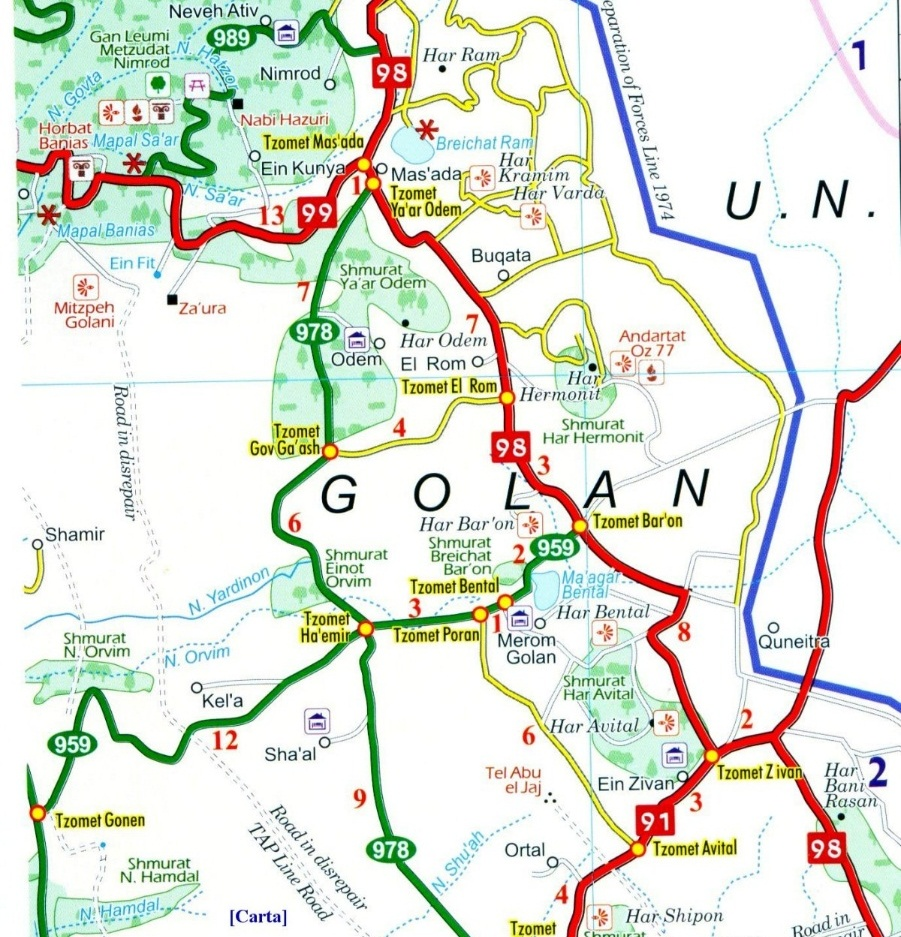 Neveh Ativ
989
Gan Leumi
Metzudat
Nimrod
N. Hatzor
Nimrod
98
Har Ram
eparation of Forces Line 1974
1
N. Govta
Nabi Hazuri
Horbat
Banias
Mapal Sa'ar
Tzomet Mas'ada
Breichat Ram
Ein Kunya
Mas'ada
Har
Kramim
Har Varda
1
Tzomet
Ya'ar Odem
N. Sa'ar
13
99
U.N.
Mapal Banias
Ein Fit
Buqata
Mitzpeh
Golani
Za'ura
7
Shmurat
Ya'ar Odem
978
7
Odem
Har Odem
El Rom
Andartat
Oz 77
Tzomet El Rom
Har
Hermonit
Road in disrepair
Tzomet
Gov Ga'ash
4
98
Shmurat
Har Hermonit
3
GOLAN
6
Har Bar'on
Tzomet Bar'on
Shamir
Shmurat
Einot
Orvim
Shmurat
Breichat
Bar'on
2
959
Tzomet Bental
Ma'agar
Bental
N. Yardinon
3
Tzomet
Ha'emir
Tzomet Poran
1
Har Bental
Merom
Golan
8
Quneitra
Shmurat
N. Orvim
N. Orvim
Kel'a
Shmurat
Har Avital
959
12
Sha'al
6
Har Avital
2
Tzomet Zivan
Har
Bani
Rasan
2
Tel Abu
el Jaj
Ein Zivan
3
9
Tzomet Gonen
91
Tzomet Avital
98
978
Road in disrepair
TAP Line Road
N. Shu'ah
Ortal
Shmurat
N. Hamdal
4
N. Hamdal
[Carta]
Har Shipon
Tzomet
Shmurat
Road in